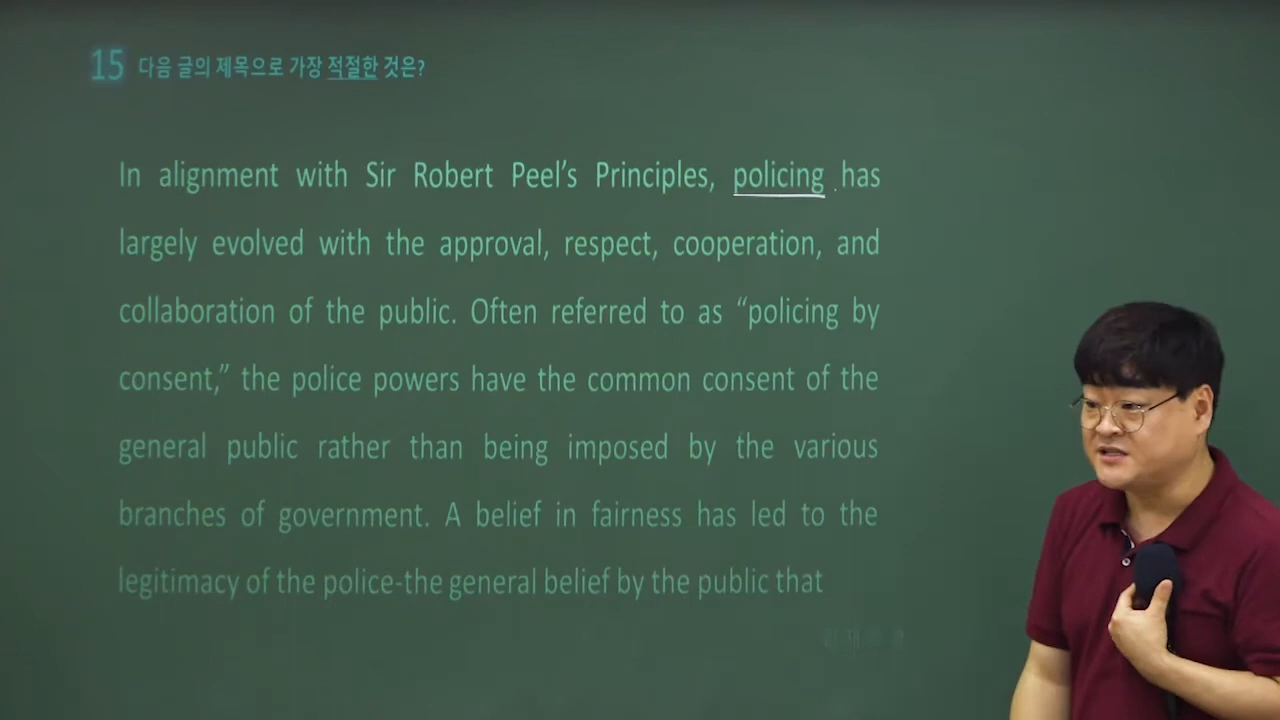 15 다음 글의 제목으로 가장 적절한 것은?
In alignment with Sir Robert Peel’s Principles, policing has
largely evolved with the approval, respect, cooperation, and
collaboration of the public. Often referred to as “policing by
consent,” the police powers have the common consent of the
general public rather than being imposed by the various
branches of government. A belief in fairness has led to the
legitimacy of the police-the general belief by the public that